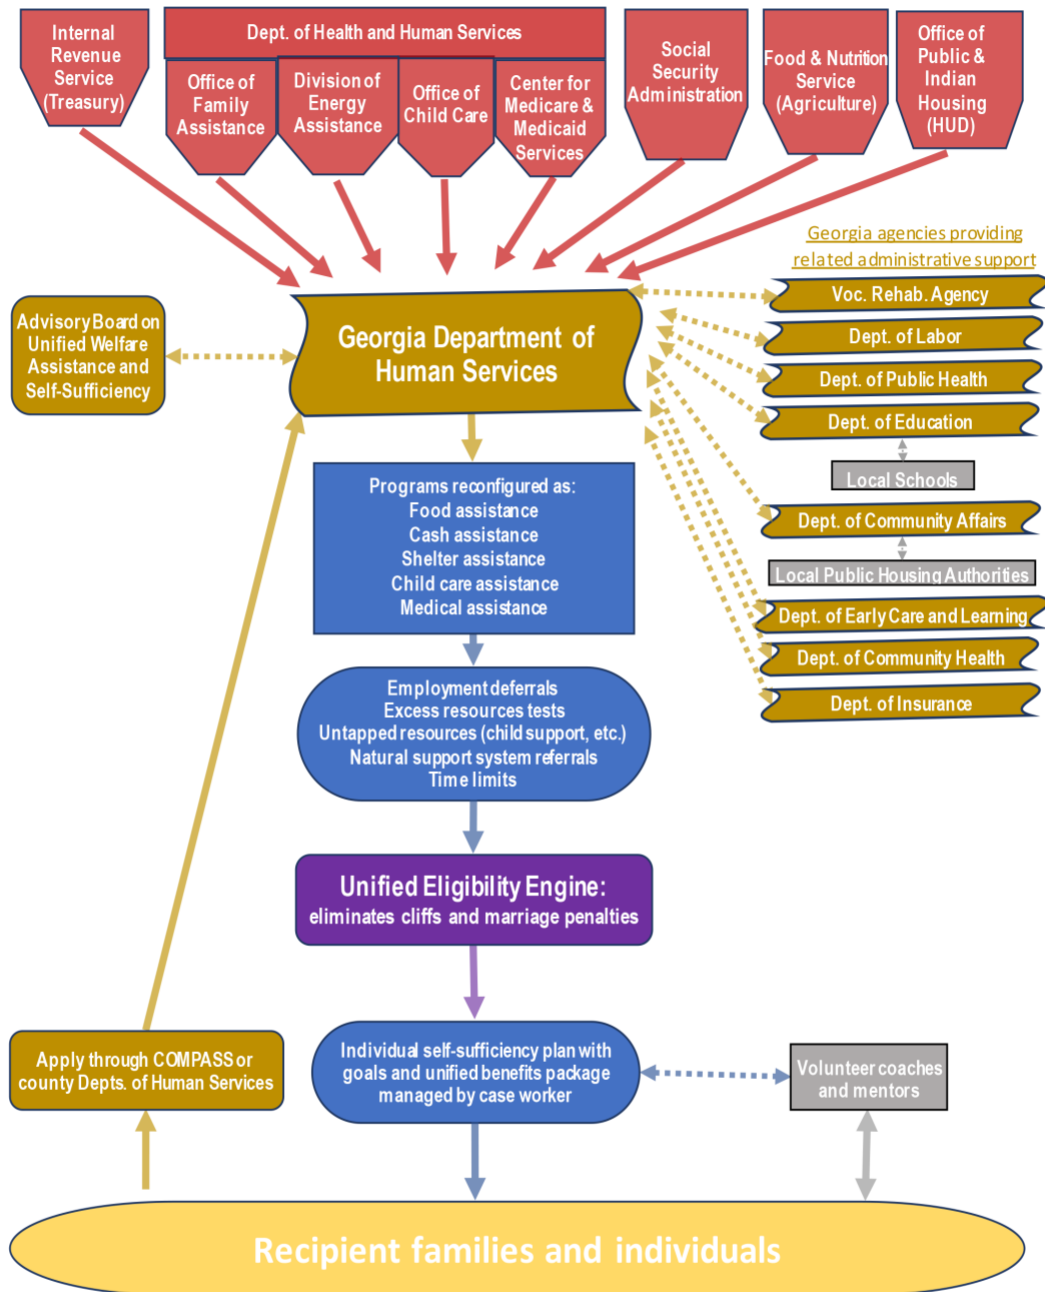 Internal
Revenue
Service
(Treasury)
Dept. of Health and Human Services
Office of
Family
Assistance
Division of
Energy
Assistance
Office of
Child Care
Center for
Medicare &
Medicaid
Services
Social
Security
Administration
Food & Nutrition
Service
(Agriculture)
Office of
Public &
Indian
Housing
(HUD)
Georgia agencies providing
related administrative support
Advisory Board on
Unified Welfare
Assistance and
Self-Sufficiency
Georgia Department of
Human Services
Voc. Rehab. Agency
Dept. of Labor
Dept. of Public Health
Dept. of Education
Local Schools
Dept. of Community Affairs
Local Public Housing Authorities
Dept. of Early Care and Learning
Dept. of Community Health
Dept. of Insurance
Programs reconfigured as:
Food assistance
Cash assistance
Shelter assistance
Child care assistance
Medical assistance
Employment deferrals
Excess resources tests
Untapped resources (child support, etc.)
Natural support system referrals
Time limits
Unified Eligibility Engine:
eliminates cliffs and marriage penalties
Apply through COMPASS or
county Depts. of Human Services
Individual self-sufficiency plan with
goals and unified benefits package
managed by case worker
Volunteer coaches
and mentors
Recipient families and individuals